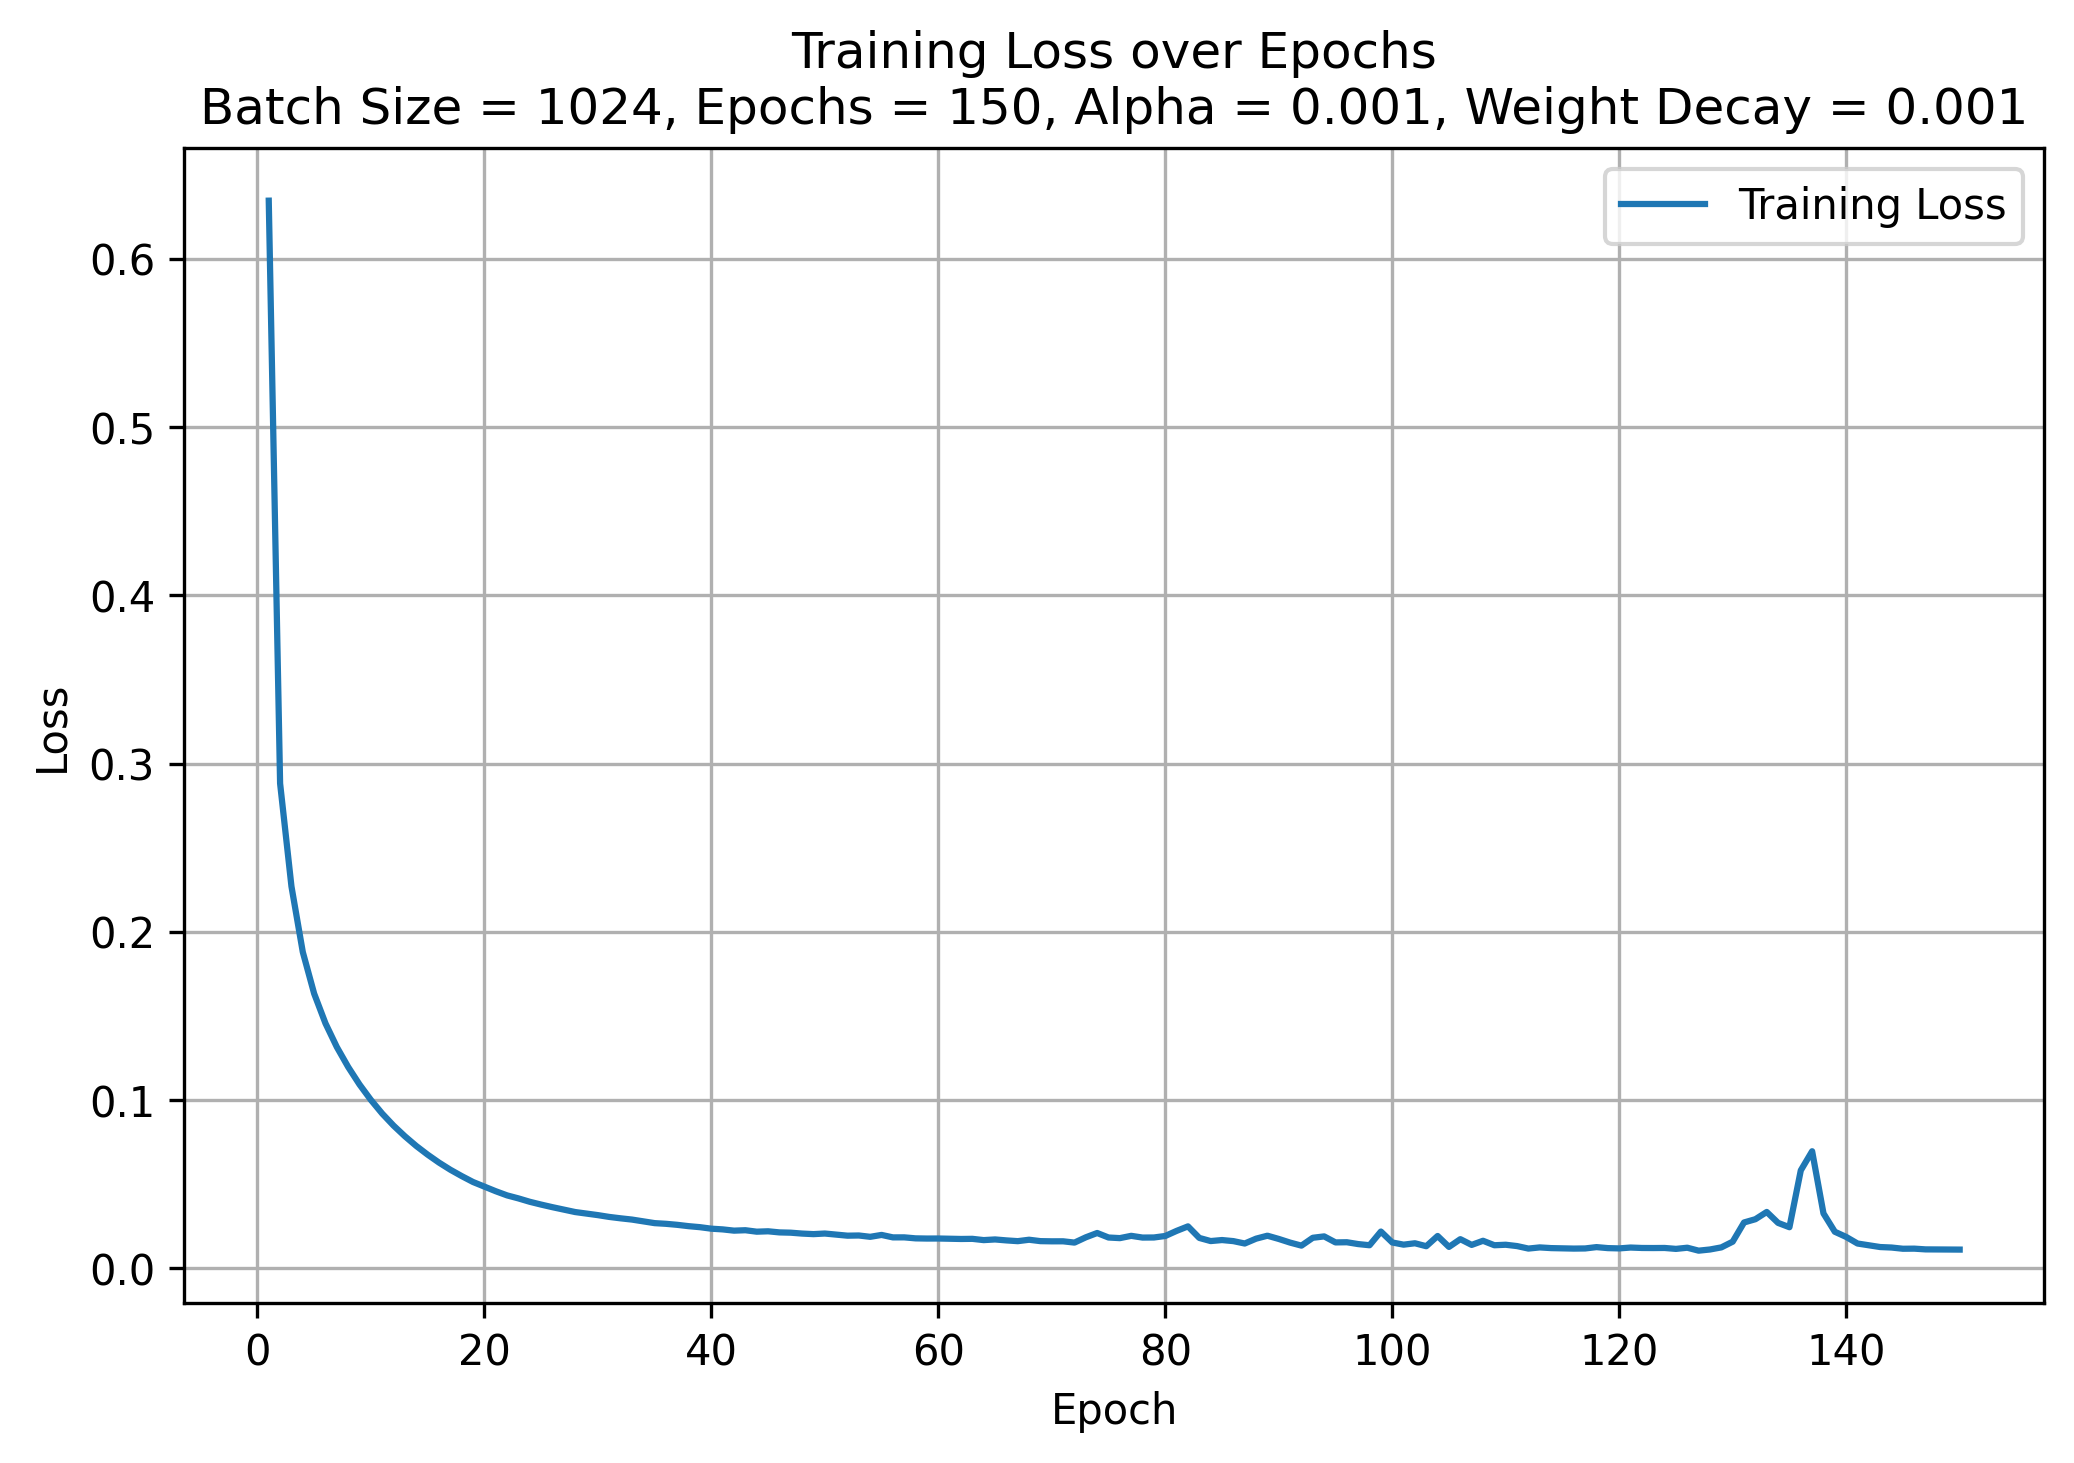 Training Loss over Epochs
Batch Size = 1024, Epochs = 150, Alpha = 0.001, Weight Decay = 0.001
Training Loss
0.6
0.5
0.4
0.3
0.2
0.1
0.0
Loss
0 20 40 60 80 100 120 140
Epoch